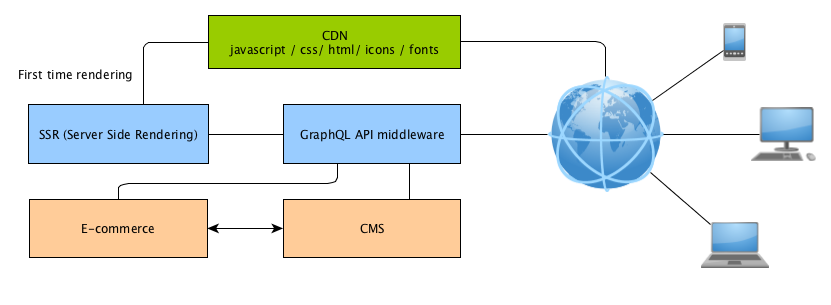 CDN
javascript / css/ html/ icons / fonts
First time rendering
SSR (Server Side Rendering)
GraphQL API middleware
E-commerce
CMS